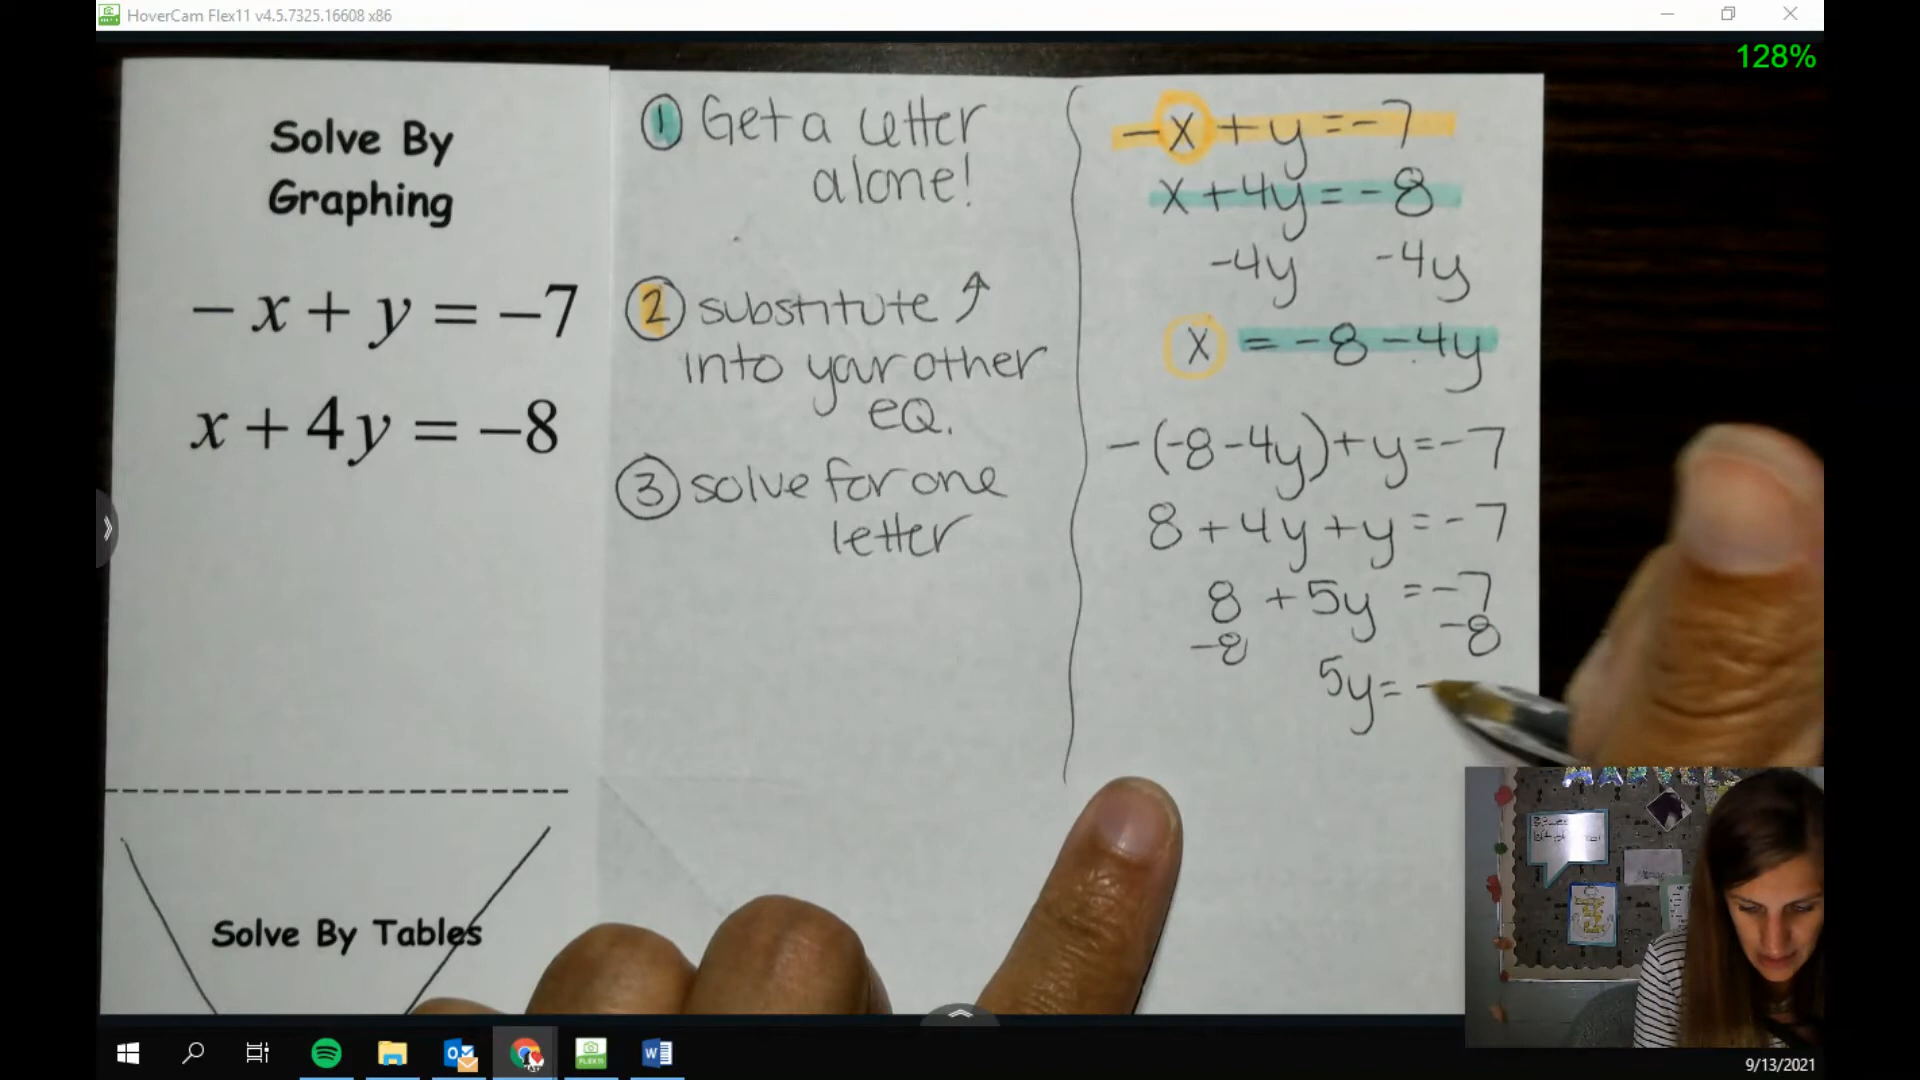 HoverCam Flex11 v4.5.7325.16608 x86
128%
Solve By
Graphing
− x + y = −7
x + 4y = −8
Solve By Tables
① Get a letter
alone!
② substitute ⤴
into your other
eQ.
③ solve for one
letter
-x + y = -7
x + 4y = -8
-4y -4y
x = -8 - 4y
-(-8-4y)+y=-7
8 + 4y + y = -7
8 + 5y = -7
-8 -8
5y= -
FLEX11
9/13/2021